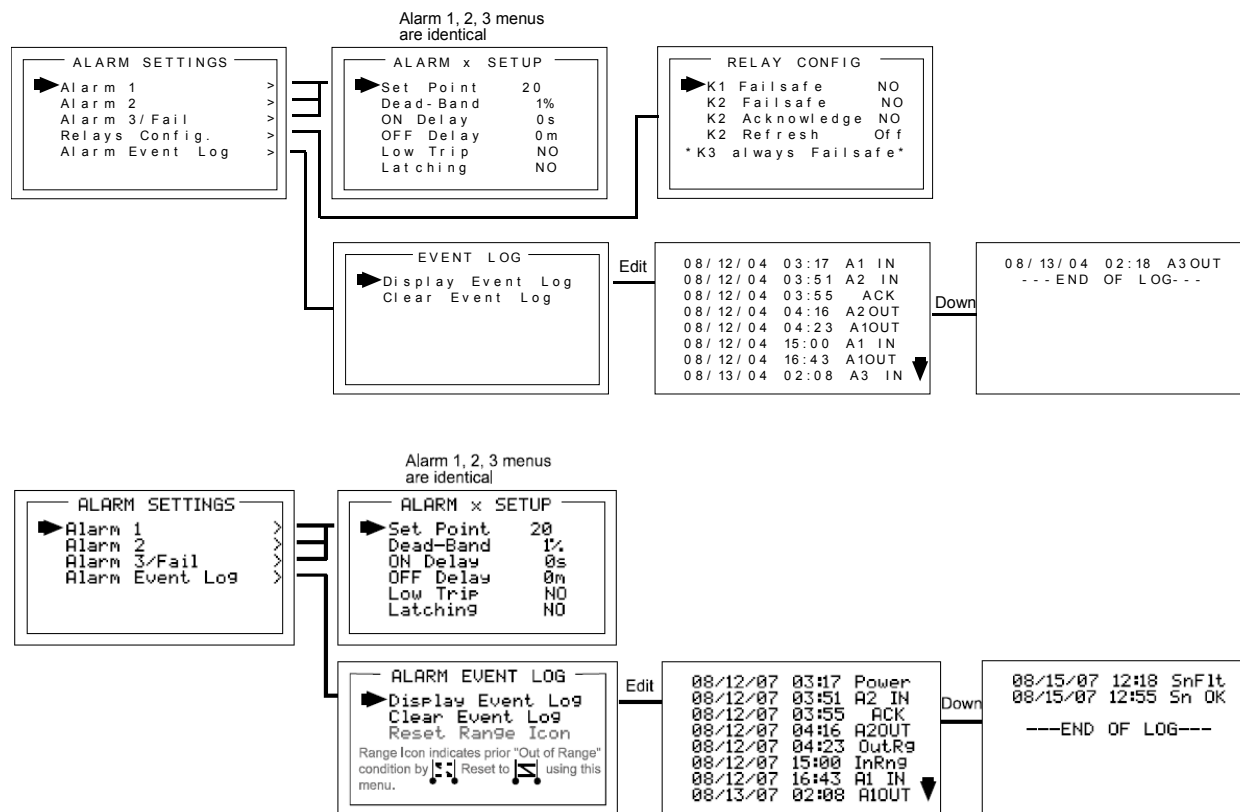 Alarm 1, 2, 3 menus
are identical
ALARM SETTINGS
Alarm 1 >
Alarm 2 >
Alarm 3/Fail >
Relays Config. >
Alarm Event Log >
ALARM x SETUP
Set Point 20
Dead-Band 1%
ON Delay 0s
OFF Delay 0m
Low Trip NO
Latching NO
RELAY CONFIG
K1 Failsafe NO
K2 Failsafe NO
K2 Acknowledge NO
K2 Refresh Off
*K3 always Failsafe*
EVENT LOG
Display Event Log
Clear Event Log
Edit
08/12/04 03:17 A1 IN
08/12/04 03:51 A2 IN
08/12/04 03:55 ACK
08/12/04 04:16 A2OUT
08/12/04 04:23 A1OUT
08/12/04 15:00 A1 IN
08/12/04 16:43 A1OUT
08/13/04 02:08 A3 IN
Down
08/13/04 02:18 A3OUT
---END OF LOG---
Alarm 1, 2, 3 menus
are identical
ALARM SETTINGS
Alarm 1 >
Alarm 2 >
Alarm 3/Fail >
Alarm Event Log >
ALARM x SETUP
Set Point 20
Dead-Band 1%
ON Delay 0s
OFF Delay 0m
Low Trip NO
Latching NO
ALARM EVENT LOG
Display Event Log
Clear Event Log
Reset Range Icon
Range Icon indicates prior "Out of Range"
condition by Reset to using this
menu.
Edit
08/12/07 03:17 Power
08/12/07 03:51 A2 IN
08/12/07 03:55 ACK
08/12/07 04:16 A2OUT
08/12/07 04:23 OutRg
08/12/07 15:00 InRng
08/12/07 16:43 A1 IN
08/13/07 02:08 A1OUT
Down
08/15/07 12:18 SnFlt
08/15/07 12:55 Sn OK
---END OF LOG---